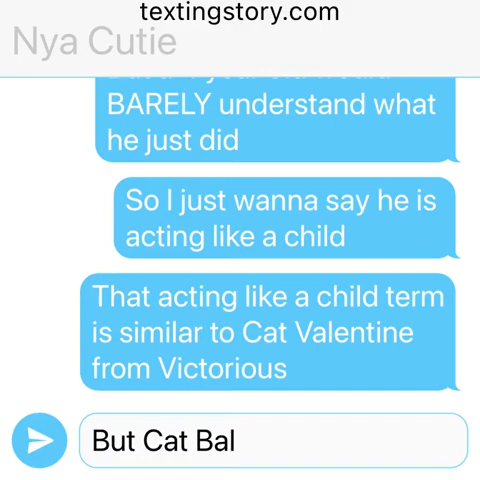 textingstory.com
Nya Cutie
BARELY understand what
he just did
So I just wanna say he is
acting like a child
That acting like a child term
is similar to Cat Valentine
from Victorious
But Cat Bal